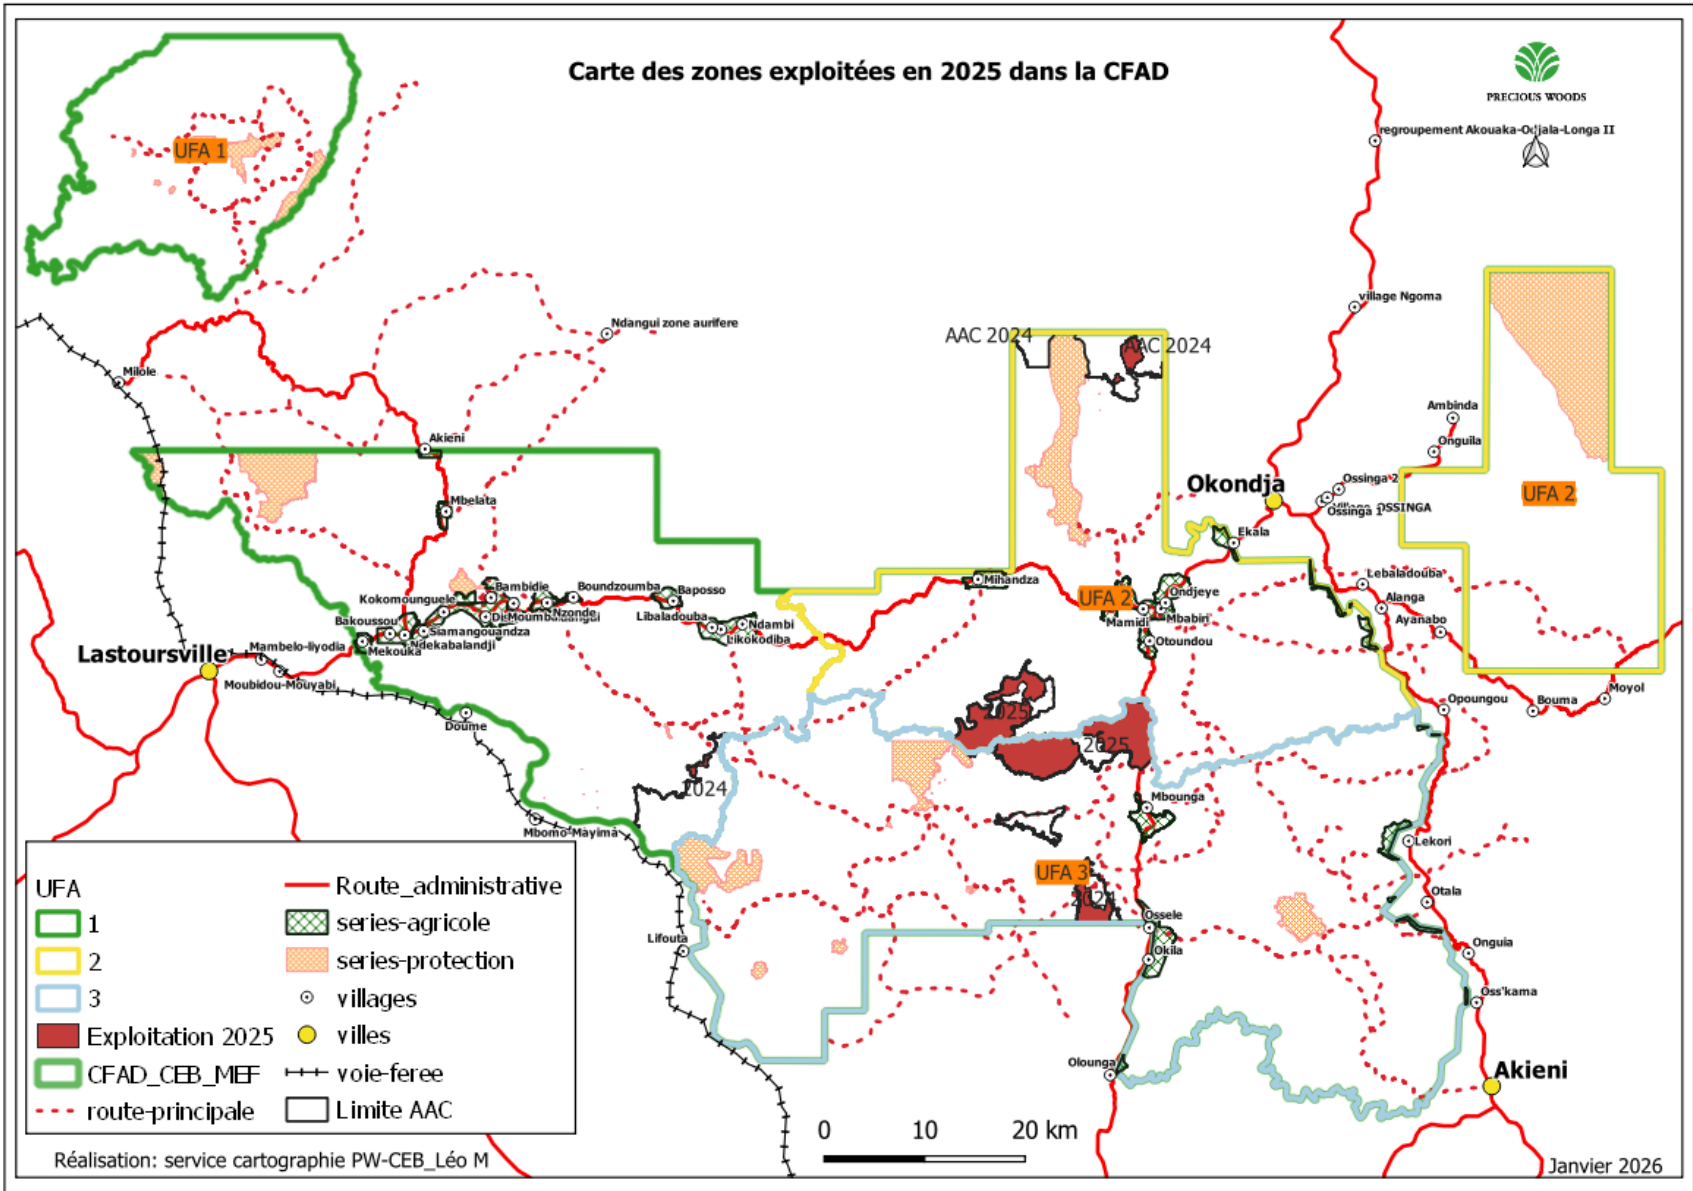 Carte des zones exploitées en 2025 dans la CFAD
PRECIOUS WOODS
regroupement Akouaka-Odjala-Longa II
UFA 1
village Ngoma
Ndangui zone aurifere
AAC 2024
AAC 2024
Milole
Ambinda
Onguila
Akieni
Okondja
Ossinga 2
UFA 2
Mbelata
OSSINGA
Ossinga 1
Ekala
Mihandza
Lebaladouba
Bambidie
Boundzoumba
Baposso
UFA 2
Ondjeye
Alanga
Kokomounguele
Nzonde
Libaladouba
Ndambi
Mamidi
Mbabiri
Ayanabo
Bakoussou
Siamangouandza
Likokodiba
Otoundou
Mambelo-liyodia
Mekouka
Ndekabalandji
Lastoursville
Moubidou-Mouyabi
Opoungou
Bouma
Moyol
Doume
2025
2025
2024
Mbounga
Mbomo-Mayima
Lekori
UFA 3
2024
Otala
Ossele
Lifouta
Okila
Onguia
Oss'kama
Olounga
Akieni
UFA
1
2
3
Exploitation 2025
CFAD_CEB_MEF
route-principale
Route_administrative
series-agricole
series-protection
villages
villes
voie-feree
Limite AAC
0 10 20 km
Réalisation: service cartographie PW-CEB_Léo M
Janvier 2026